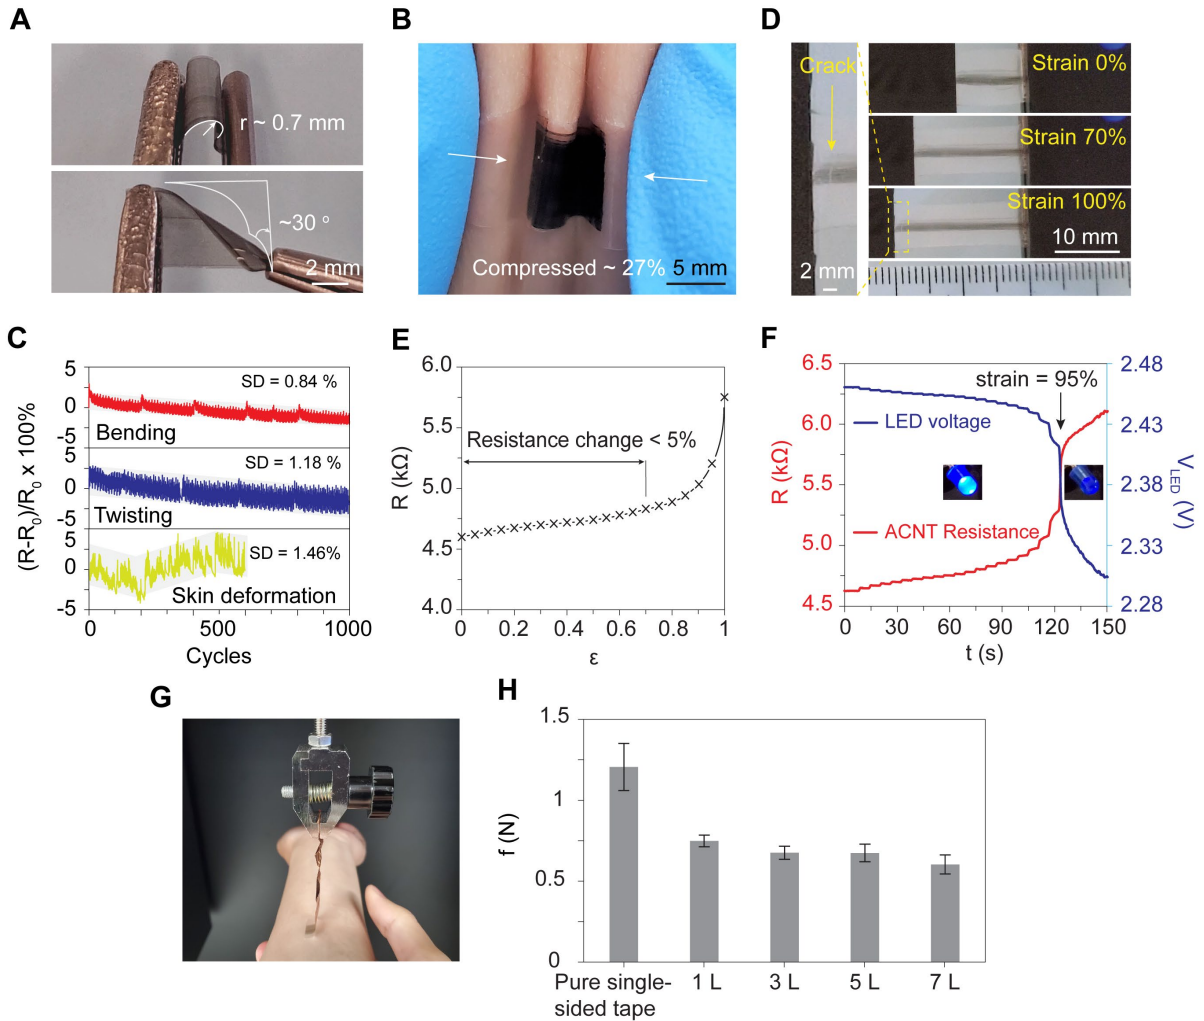 A
r ~ 0.7 mm
~30 °
2 mm
B
Compressed ~ 27%
5 mm
D
Crack
2 mm
Strain 0%
Strain 70%
Strain 100%
10 mm
C
(R-R0)/R0 x 100%
5
0
-5
SD = 0.84 %
Bending
5
0
-5
SD = 1.18 %
Twisting
5
0
-5
SD = 1.46%
Skin deformation
0
500
1000
Cycles
E
R (kΩ)
6.0
5.5
5.0
4.5
4.0
Resistance change < 5%
0
0.2
0.4
0.6
0.8
1
ε
F
R (kΩ)
6.5
6.0
5.5
5.0
4.5
strain = 95%
LED voltage
ACNT Resistance
2.48
2.43
2.38
2.33
2.28
VLED (V)
0
30
60
90
120
150
t (s)
G
H
f (N)
1.5
1
0.5
0
Pure single-
sided tape
1 L
3 L
5 L
7 L